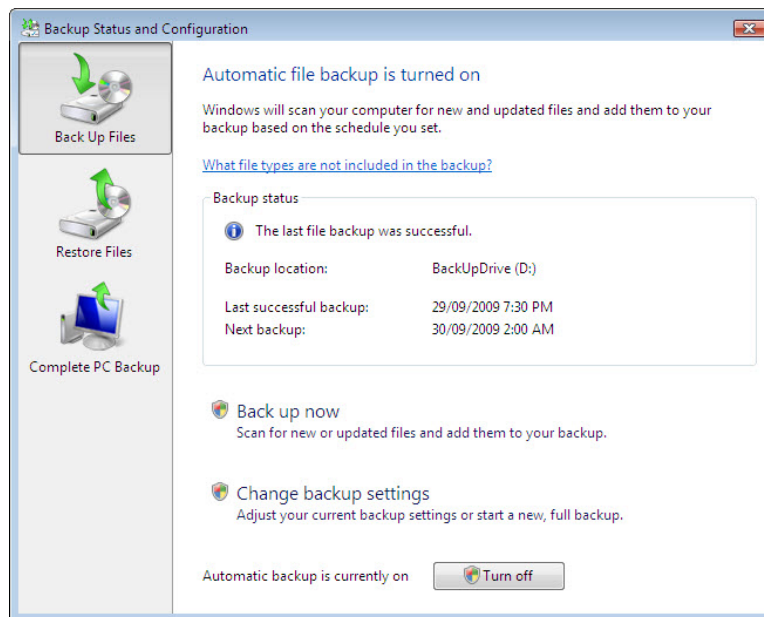 Backup Status and Configuration
Back Up Files
Restore Files
Complete PC Backup
Automatic file backup is turned on
Windows will scan your computer for new and updated files and add them to your
backup based on the schedule you set.
What file types are not included in the backup?
Backup status
The last file backup was successful.
Backup location: BackUpDrive (D:)
Last successful backup: 29/09/2009 7:30 PM
Next backup: 30/09/2009 2:00 AM
Back up now
Scan for new or updated files and add them to your backup.
Change backup settings
Adjust your current backup settings or start a new, full backup.
Automatic backup is currently on Turn off